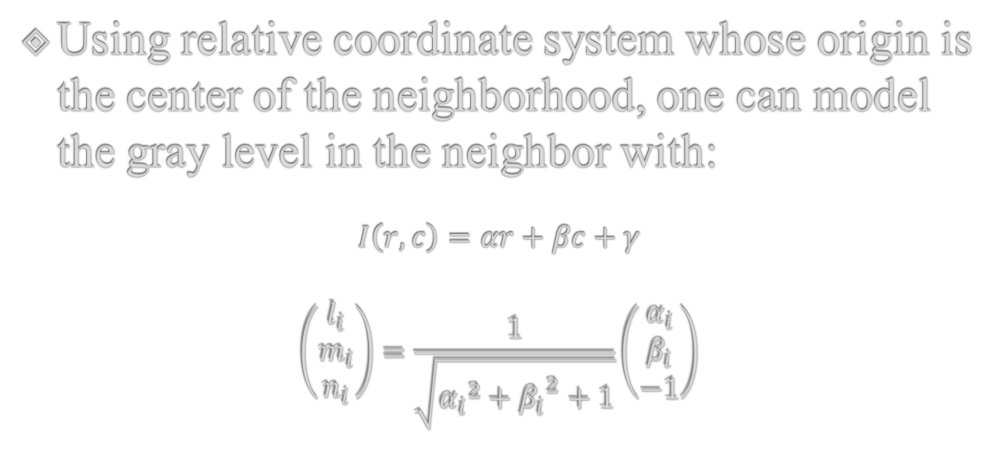 ❖ Using relative coordinate system whose origin is
the center of the neighborhood, one can model
the gray level in the neighbor with:
𝐼(𝑟, 𝑐) = 𝛼𝑟 + 𝛽𝑐 + 𝛾
(lᵢ mᵢ nᵢ) ≡ 1 / √(αᵢ² + βᵢ² + 1) (αᵢ βᵢ −1)